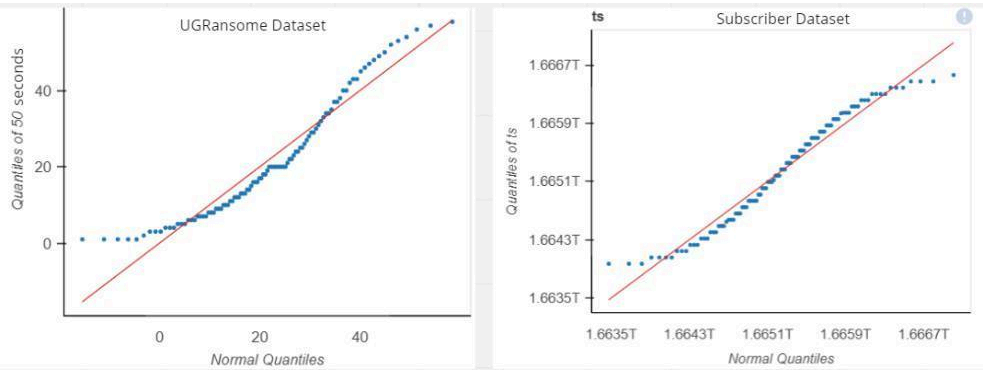 UGRansome Dataset
Quantiles of 50 seconds
40
20
0
0 20 40
Normal Quantiles
ts
Subscriber Dataset
!
Quantiles of ts
1.6667T
1.6659T
1.6651T
1.6643T
1.6635T
1.6635T 1.6643T 1.6651T 1.6659T 1.6667T
Normal Quantiles